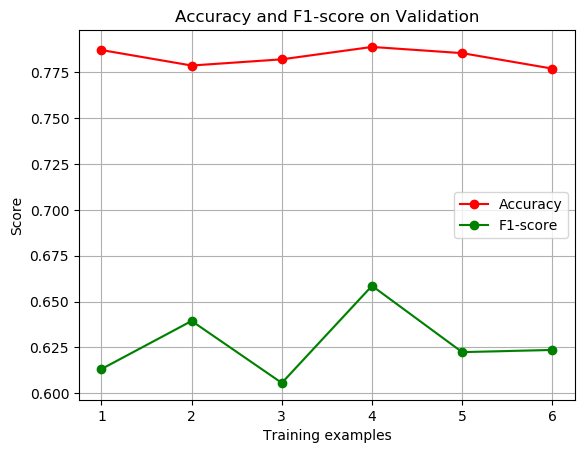 Accuracy and F1-score on Validation
Score
0.775
0.750
0.725
0.700
0.675
0.650
0.625
0.600
Accuracy
F1-score
1 2 3 4 5 6
Training examples